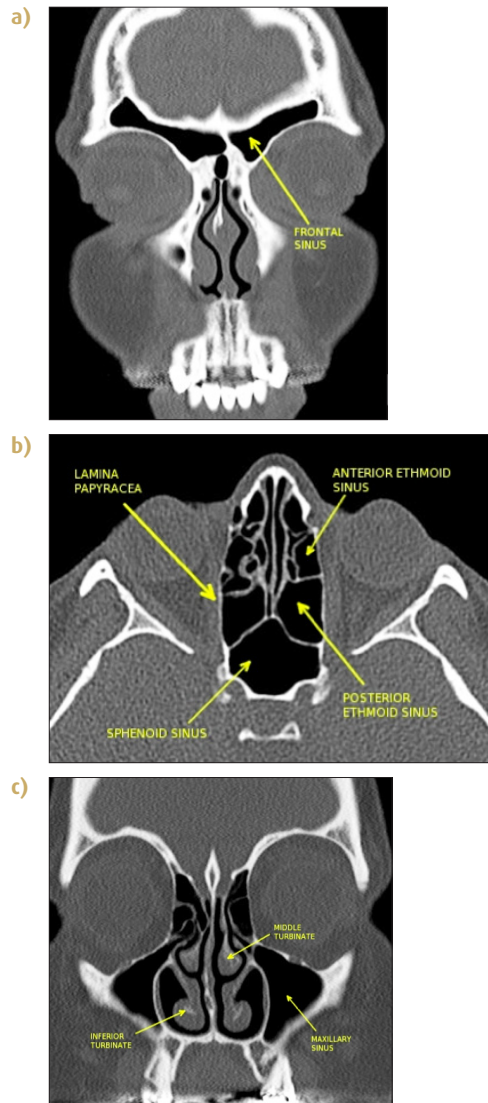 a)
FRONTAL
SINUS
b)
LAMINA
PAPYRACEA
ANTERIOR ETHMOID
SINUS
SPHENOID SINUS
POSTERIOR
ETHMOID SINUS
c)
MIDDLE
TURBINATE
INFERIOR
TURBINATE
MAXILLARY
SINUS